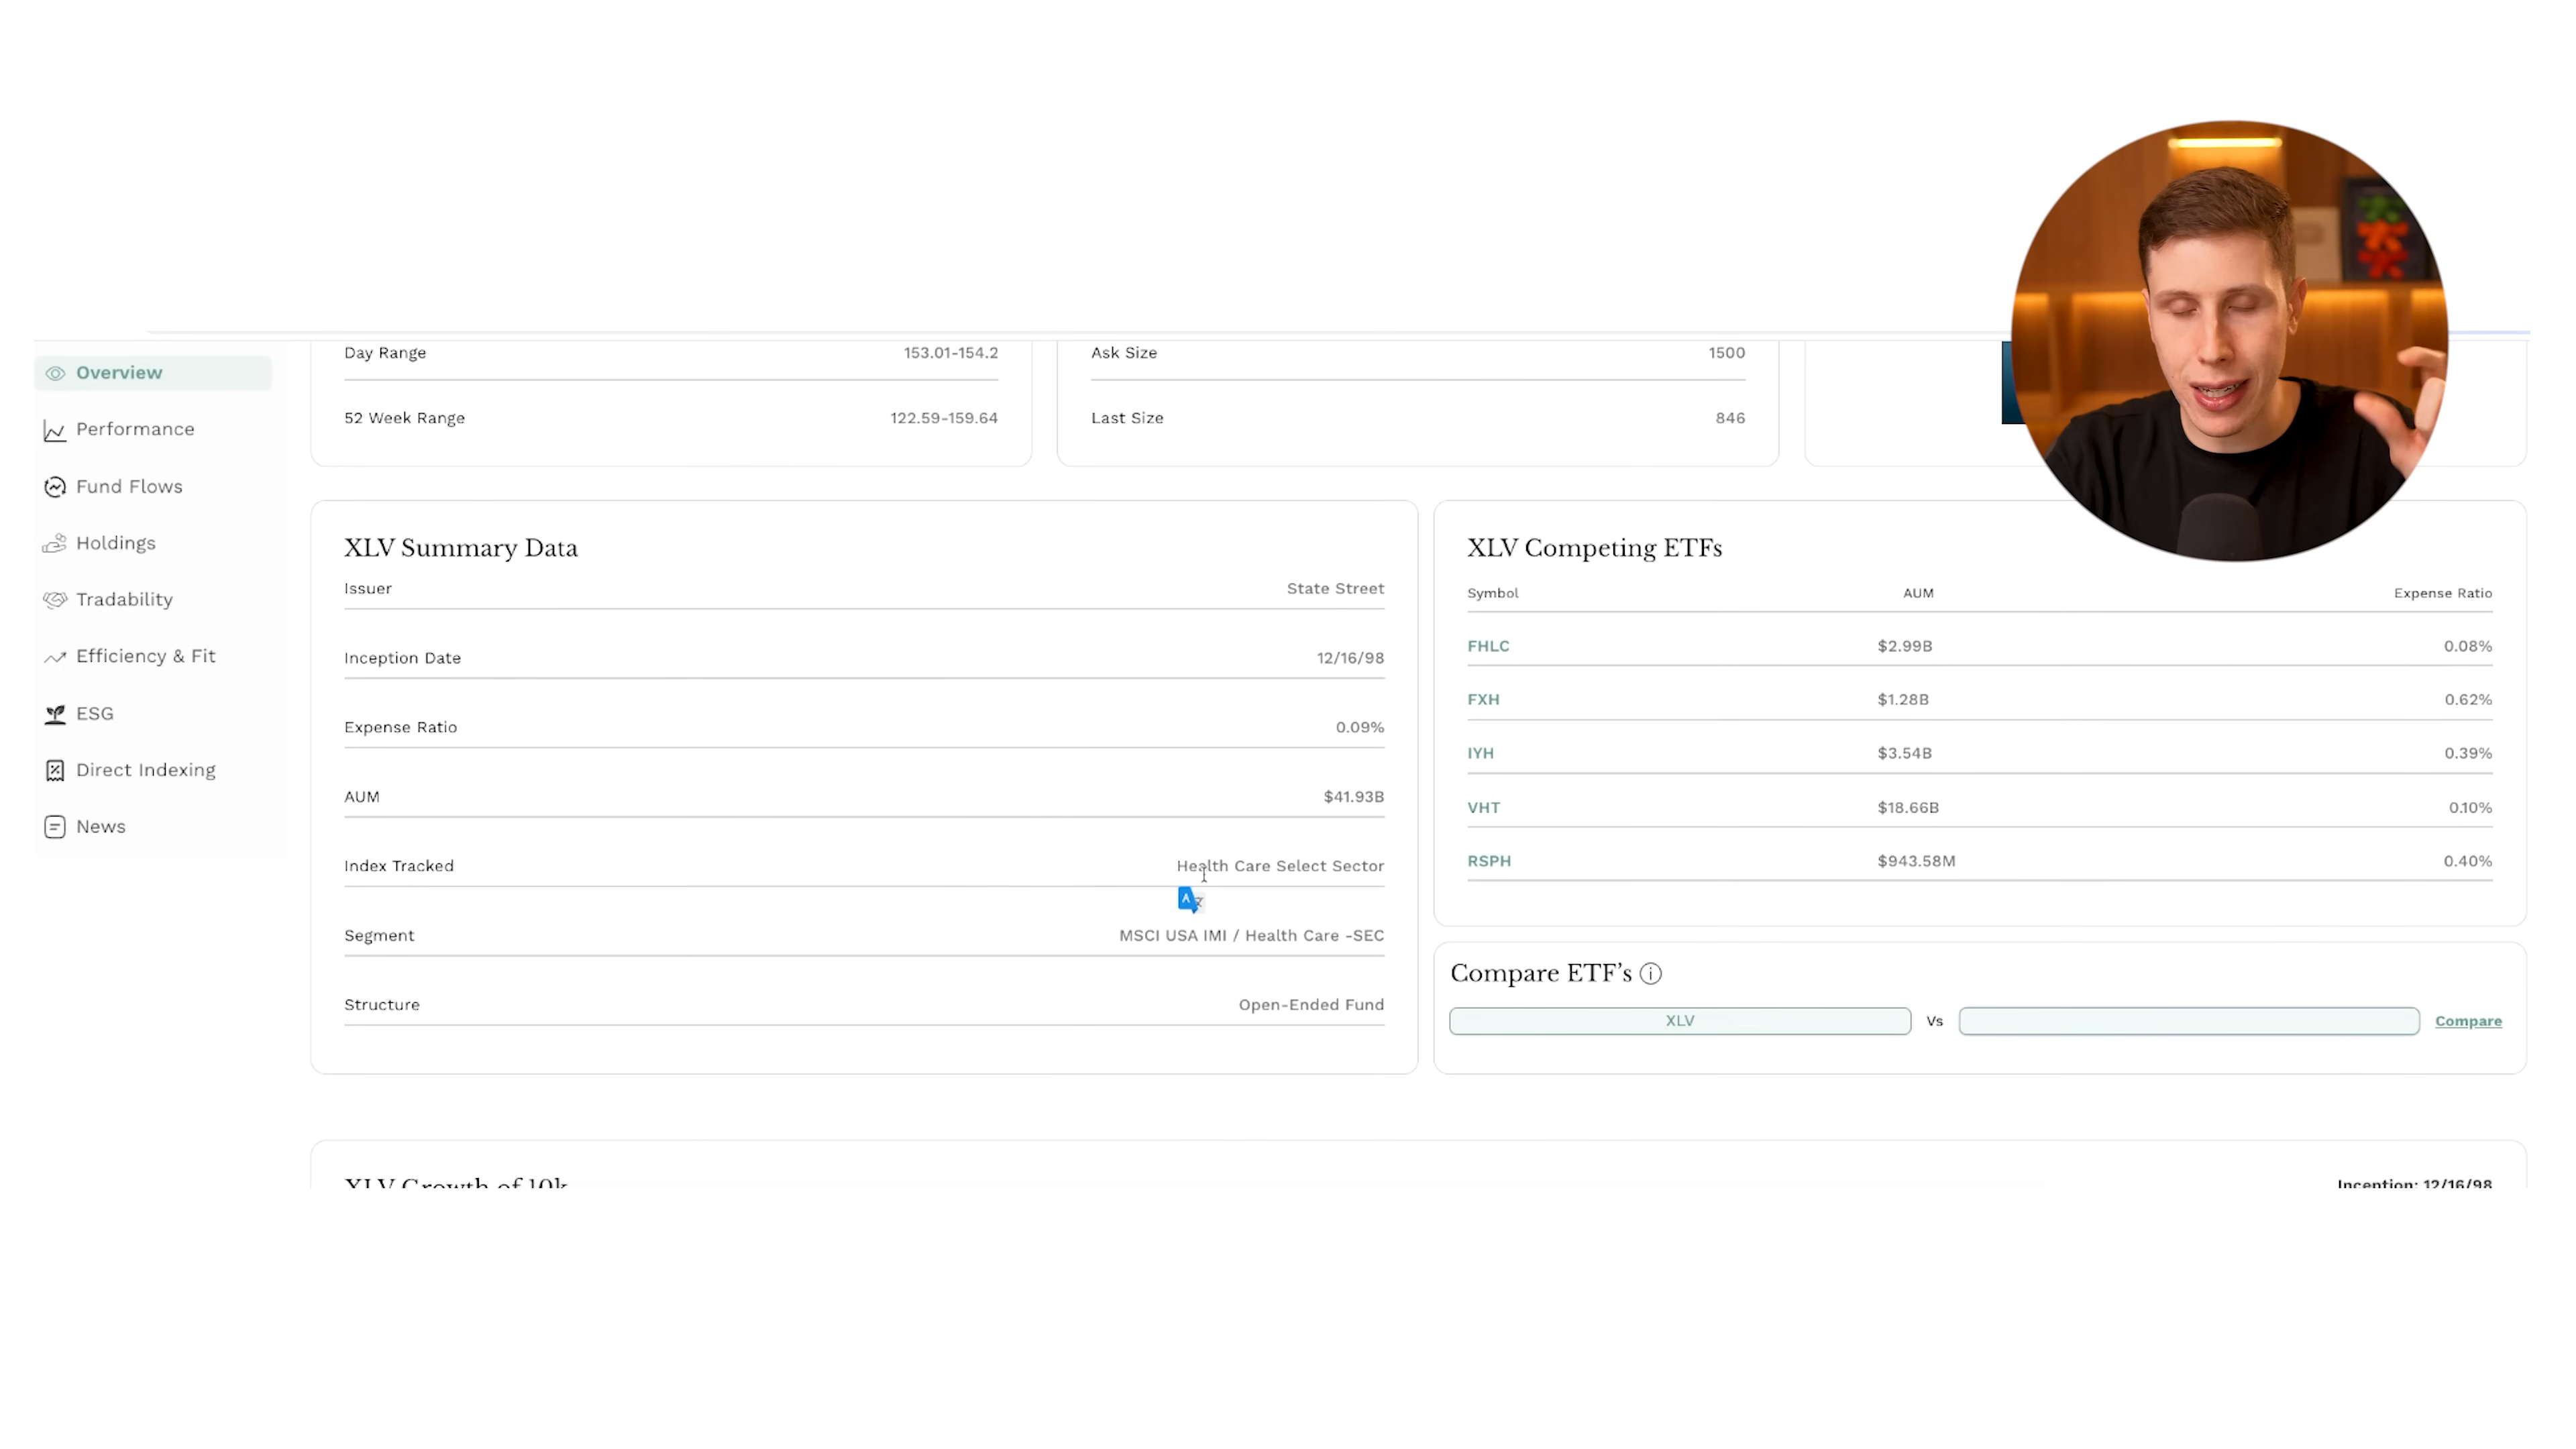 Overview
Performance
Fund Flows
Holdings
Tradability
Efficiency & Fit
ESG
Direct Indexing
News
Day Range 153.01-154.2
52 Week Range 122.59-159.64
Ask Size 1500
Last Size 846
XLV Summary Data
Issuer State Street
Inception Date 12/16/98
Expense Ratio 0.09%
AUM $41.93B
Index Tracked Health Care Select Sector
Segment MSCI USA IMI / Health Care -SEC
Structure Open-Ended Fund
XLV Competing ETFs
Symbol AUM Expense Ratio
FHLC $2.99B 0.08%
FXH $1.28B 0.62%
IYH $3.54B 0.39%
VHT $18.66B 0.10%
RSPH $943.58M 0.40%
Compare ETF's
XLV Vs Compare
XLV Growth of 10k
Inception: 12/16/98